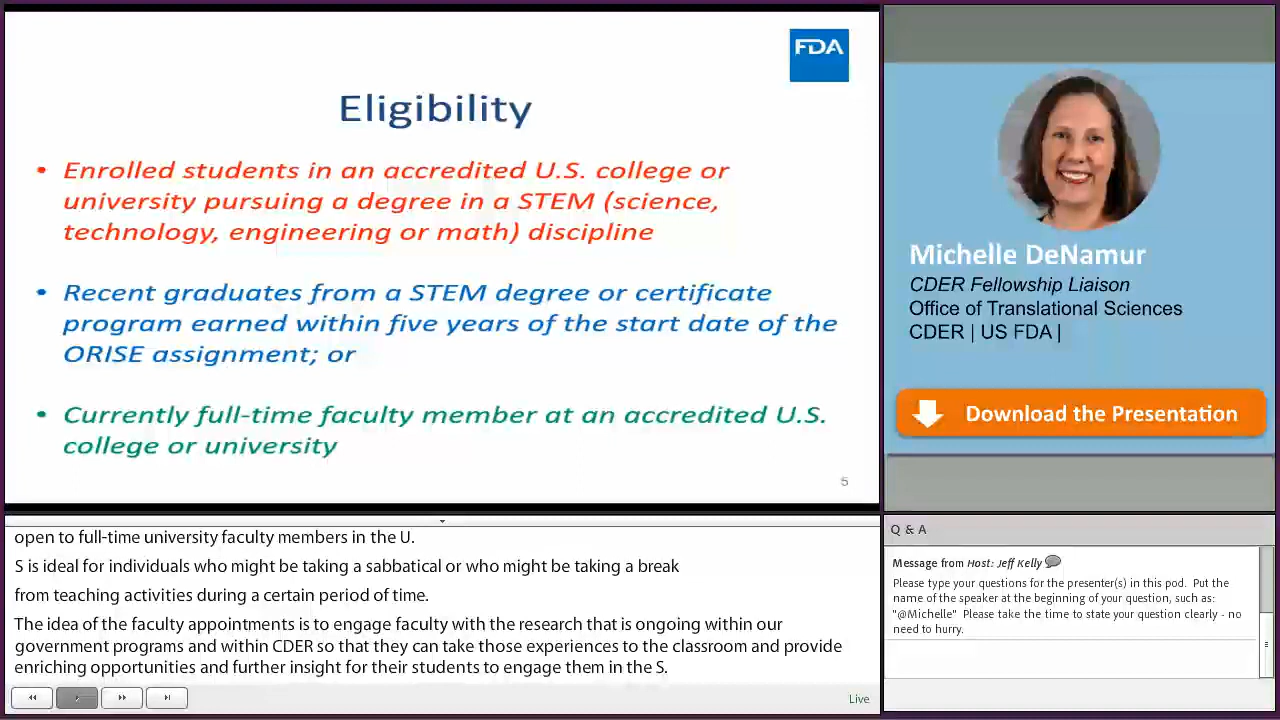 FDA
Eligibility
• Enrolled students in an accredited U.S. college or
university pursuing a degree in a STEM (science,
technology, engineering or math) discipline
• Recent graduates from a STEM degree or certificate
program earned within five years of the start date of the
ORISE assignment; or
• Currently full-time faculty member at an accredited U.S.
college or university
5
Michelle DeNamur
CDER Fellowship Liaison
Office of Translational Sciences
CDER | US FDA |
Download the Presentation
open to full-time university faculty members in the U.
S is ideal for individuals who might be taking a sabbatical or who might be taking a break
from teaching activities during a certain period of time.
The idea of the faculty appointments is to engage faculty with the research that is ongoing within our
government programs and within CDER so that they can take those experiences to the classroom and provide
enriching opportunities and further insight for their students to engage them in the S.
Live
Q & A
Message from Host: Jeff Kelly
Please type your questions for the presenter(s) in this pod. Put the
name of the speaker at the beginning of your question, such as:
"@Michelle" Please take the time to state your question clearly - no
need to hurry.